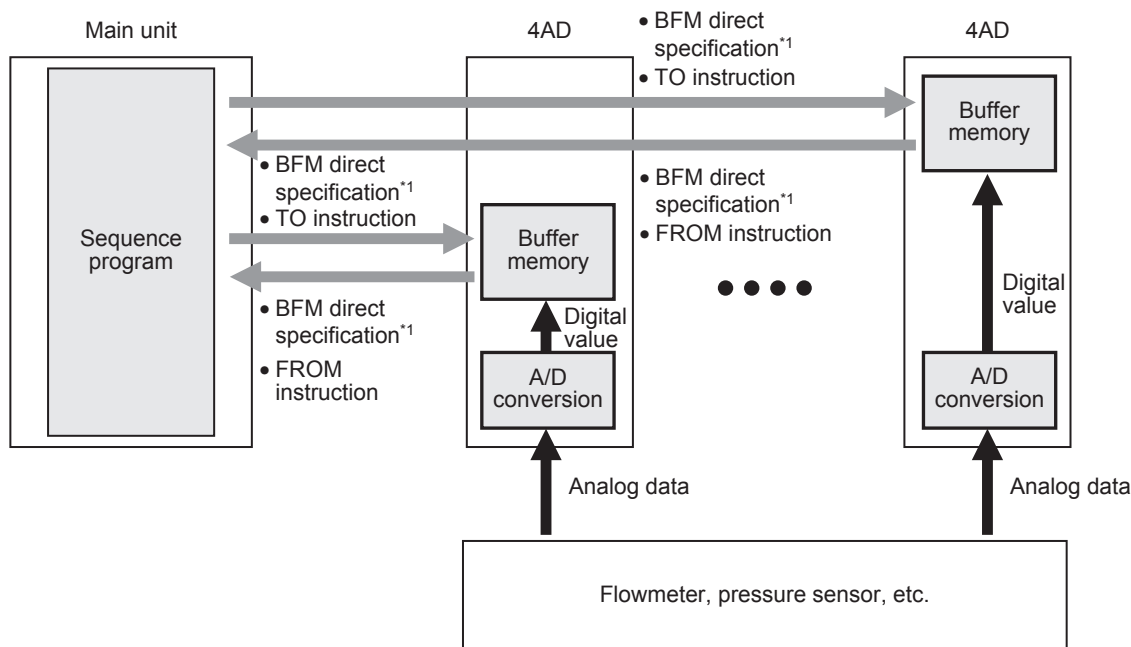 Main unit
4AD
• BFM direct
specification*1
• TO instruction
4AD
Buffer
memory
• BFM direct
specification*1
• TO instruction
• BFM direct
specification*1
• FROM instruction
Sequence
program
Buffer
memory
Digital
value
• BFM direct
specification*1
• FROM
instruction
Digital
value
A/D
conversion
A/D
conversion
Analog data
Analog data
Flowmeter, pressure sensor, etc.